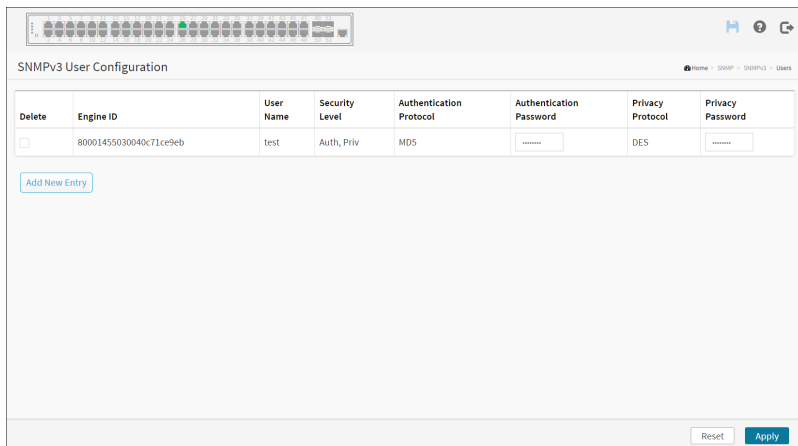 SNMPv3 User Configuration
Home > SNMP > SNMPv3 > Users
Delete Engine ID User Name Security Level Authentication Protocol Authentication Password Privacy Protocol Privacy Password
80001455030040c71ce9eb test Auth, Priv MD5 •••••••• DES ••••••••
Add New Entry
Reset Apply